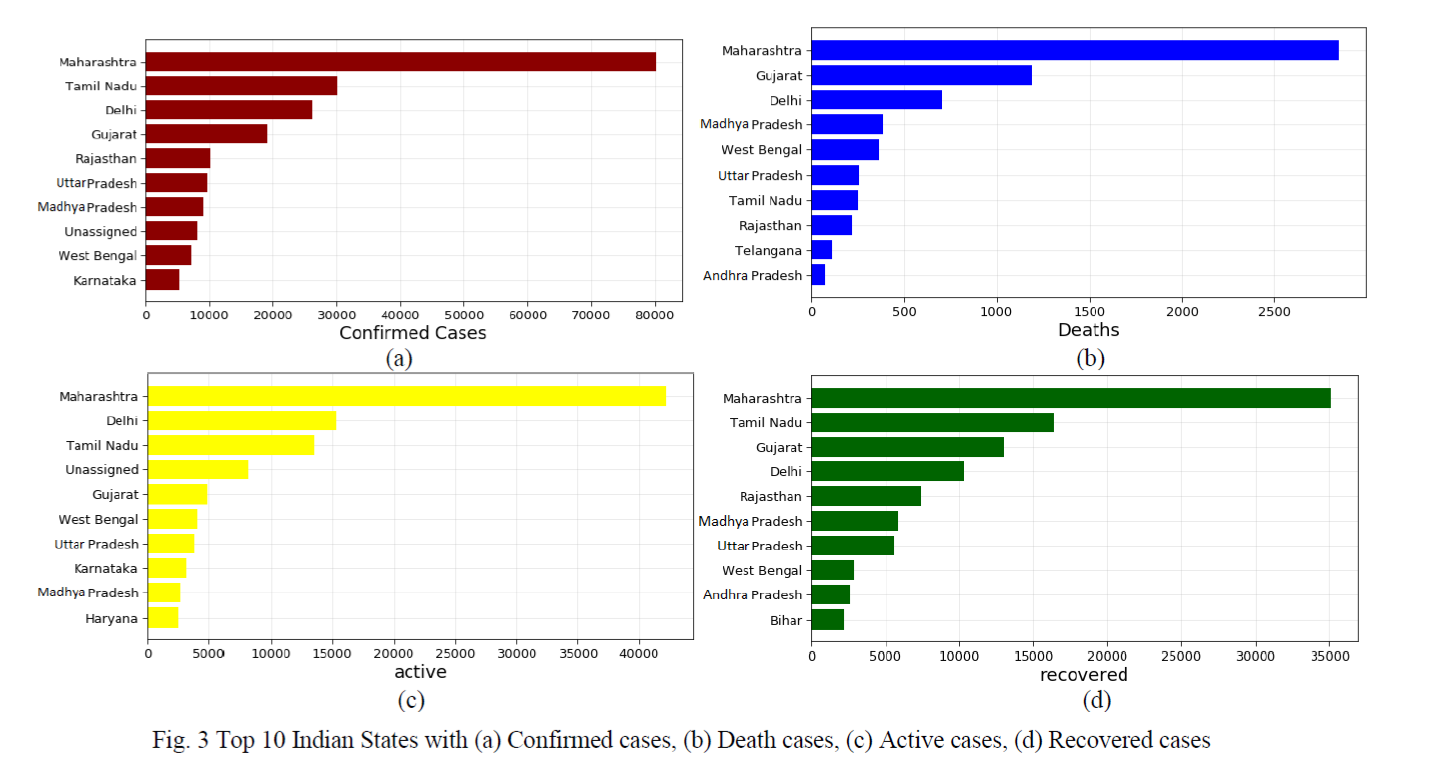 Maharashtra
Tamil Nadu
Delhi
Gujarat
Rajasthan
Uttar Pradesh
Madhya Pradesh
Unassigned
West Bengal
Karnataka
0 10000 20000 30000 40000 50000 60000 70000 80000
Confirmed Cases
(a)
Maharashtra
Gujarat
Delhi
Madhya Pradesh
West Bengal
Uttar Pradesh
Tamil Nadu
Rajasthan
Telangana
Andhra Pradesh
0 500 1000 1500 2000 2500
Deaths
(b)
Maharashtra
Delhi
Tamil Nadu
Unassigned
Gujarat
West Bengal
Uttar Pradesh
Karnataka
Madhya Pradesh
Haryana
0 5000 10000 15000 20000 25000 30000 35000 40000
active
(c)
Maharashtra
Tamil Nadu
Gujarat
Delhi
Rajasthan
Madhya Pradesh
Uttar Pradesh
West Bengal
Andhra Pradesh
Bihar
0 5000 10000 15000 20000 25000 30000 35000
recovered
(d)
Fig. 3 Top 10 Indian States with (a) Confirmed cases, (b) Death cases, (c) Active cases, (d) Recovered cases